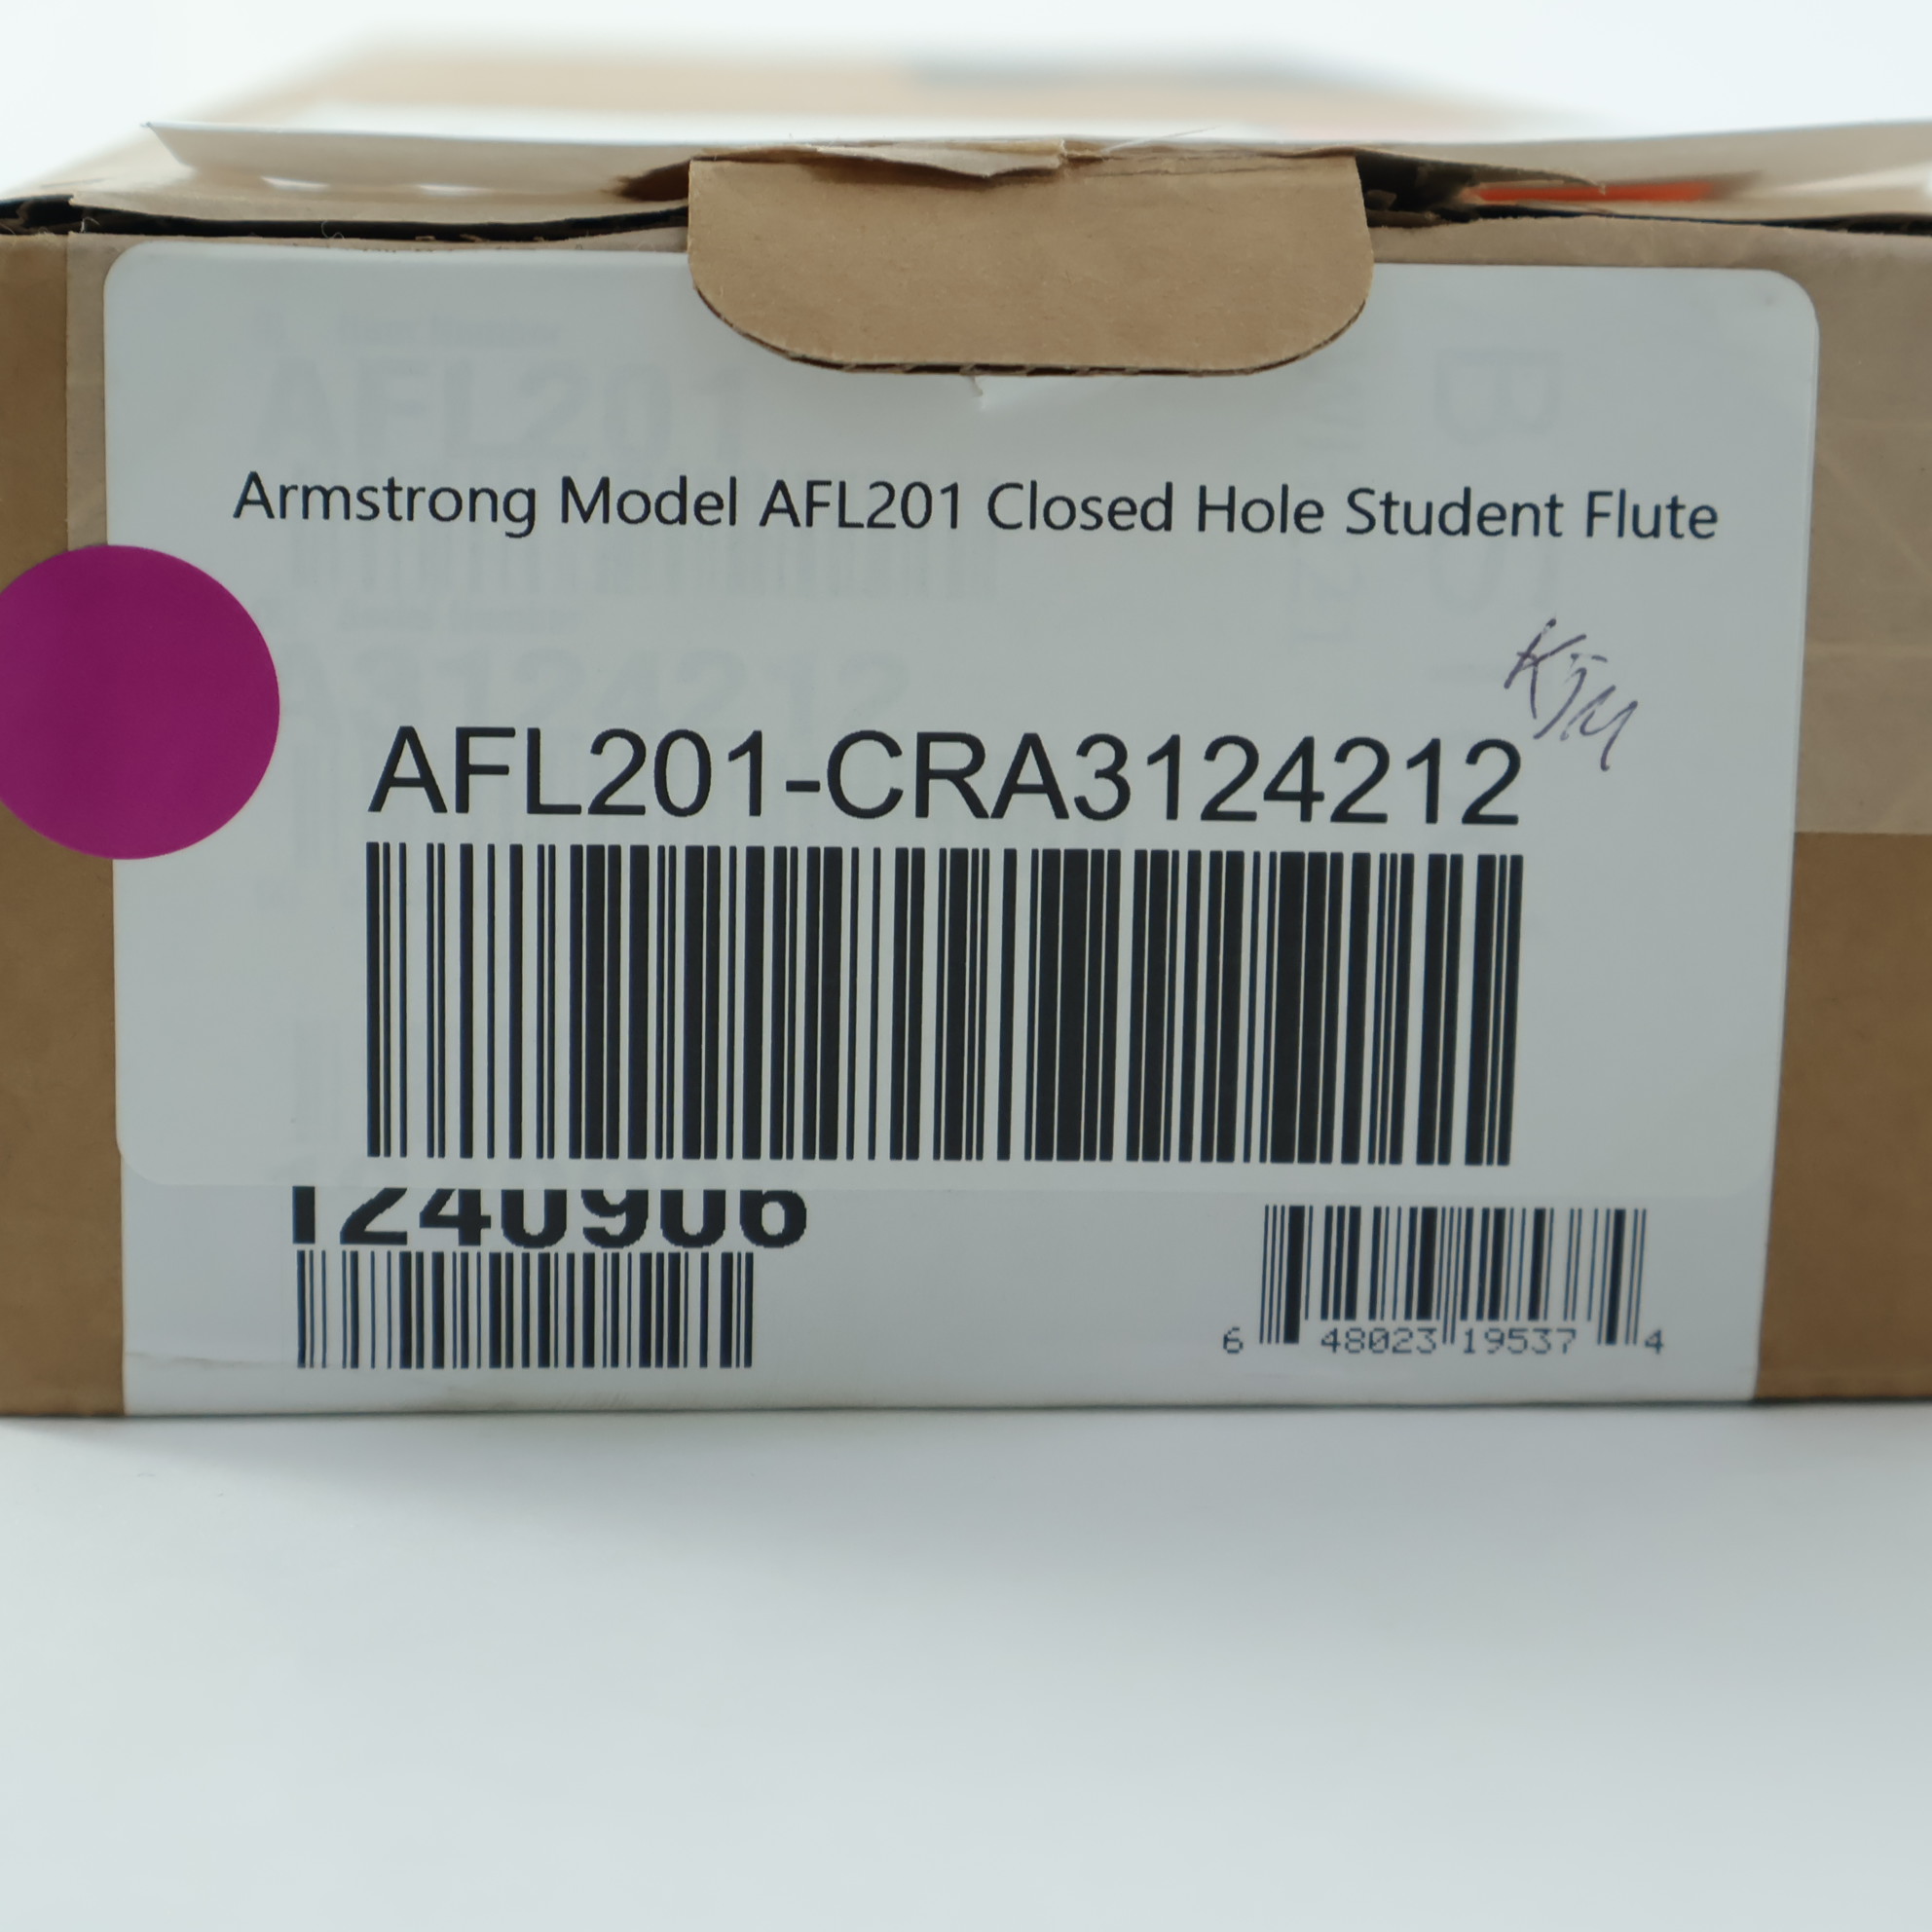 Armstrong Model AFL201 Closed Hole Student Flute
KJM
AFL201-CRA3124212
1240906
6 48023 19537 4